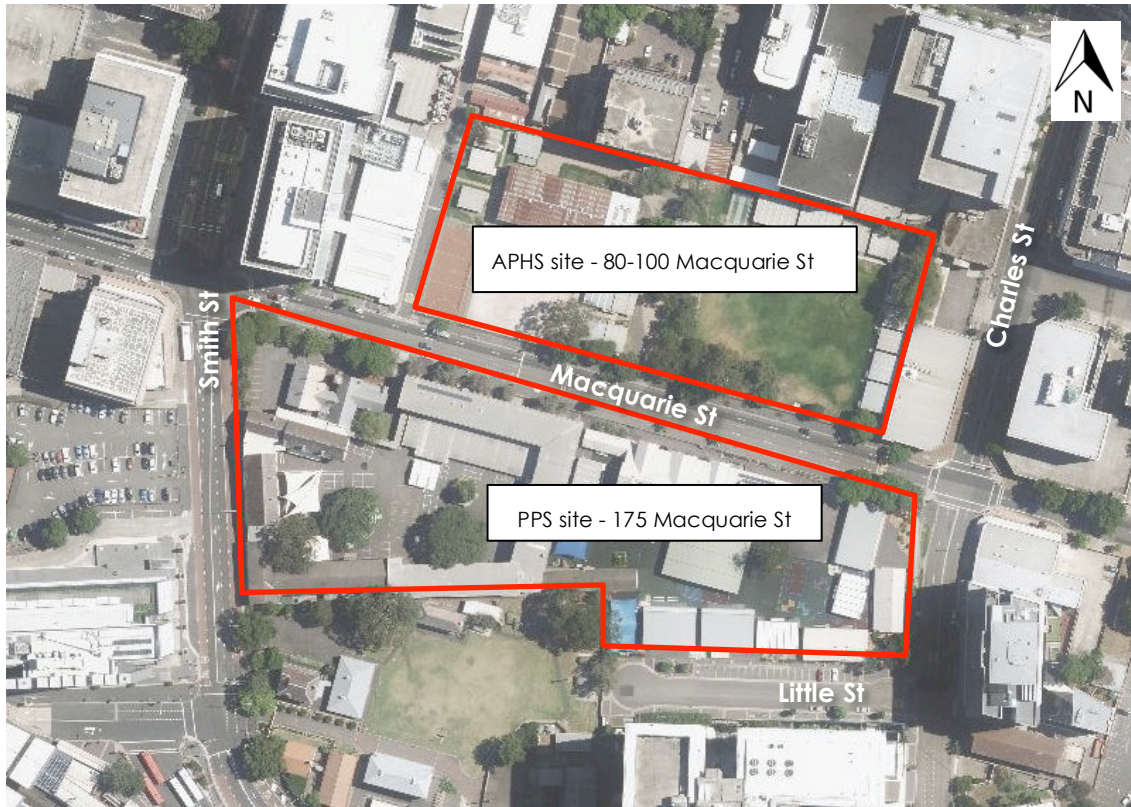 N
APHS site - 80-100 Macquarie St
Charles St
Smith St
Macquarie St
PPS site - 175 Macquarie St
Little St